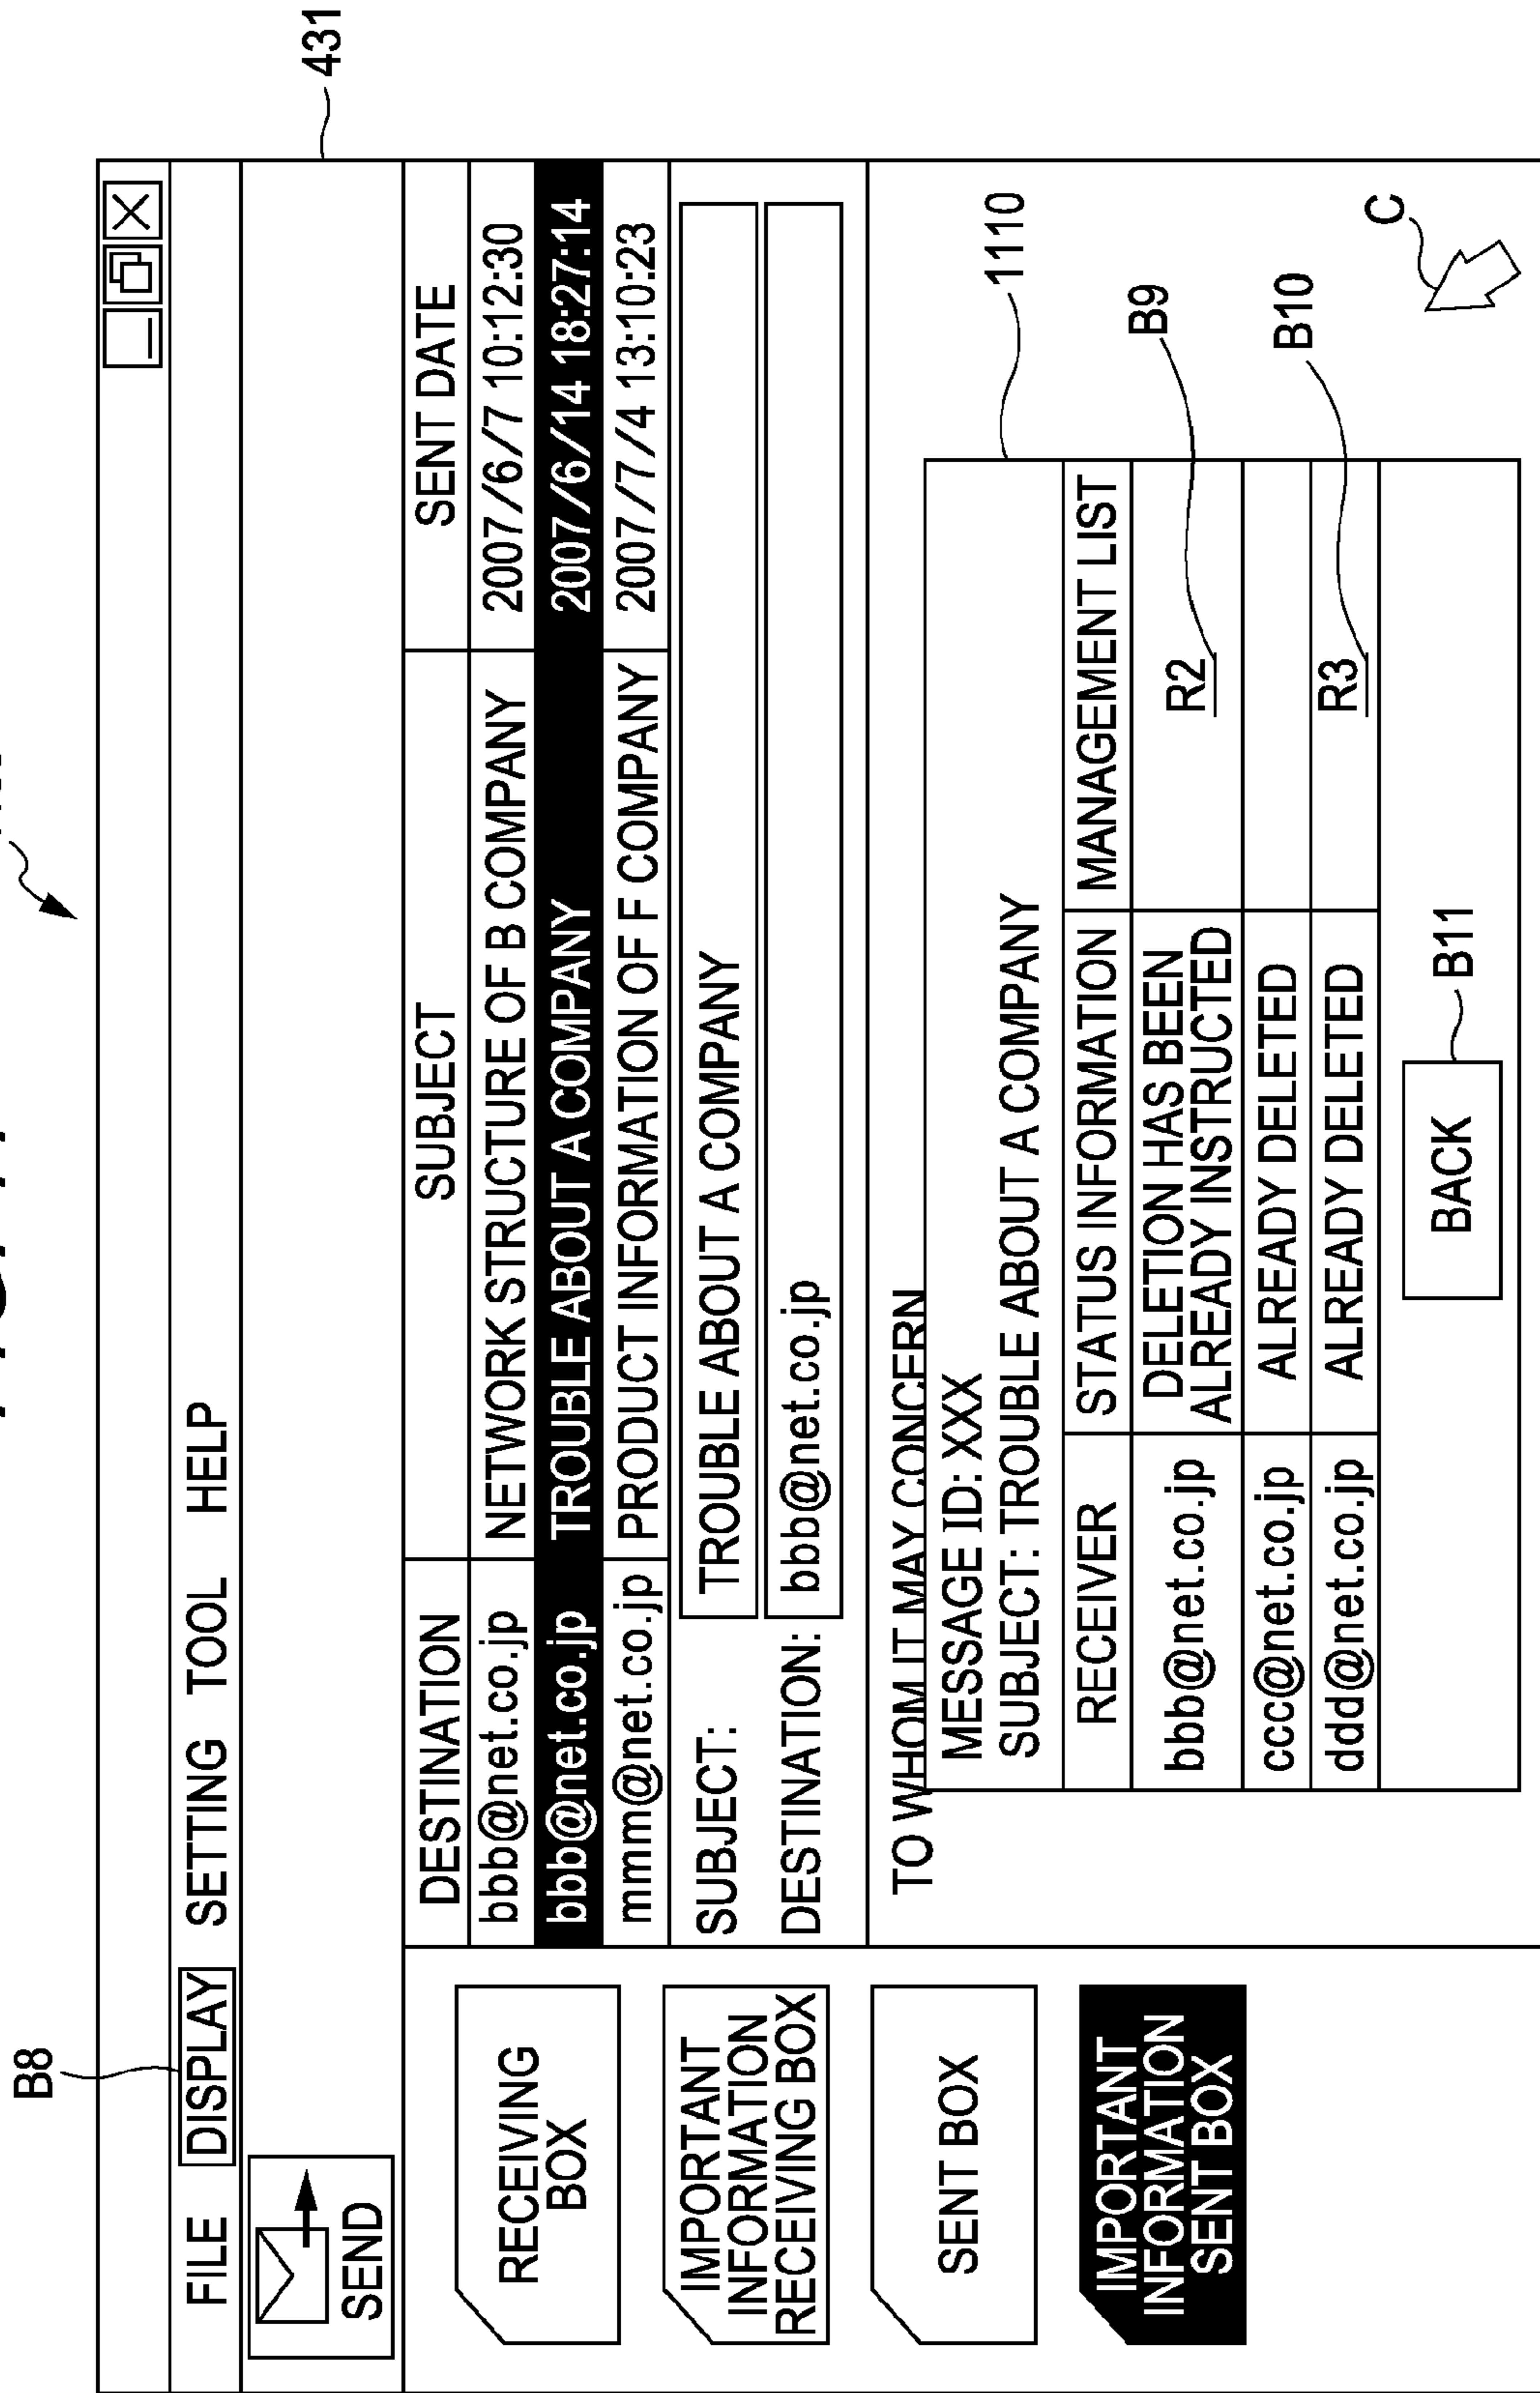 B8
431
FILE DISPLAY SETTING TOOL HELP
SEND
RECEIVING
BOX
IMPORTANT
INFORMATION
RECEIVING BOX
SENT BOX
IMPORTANT
INFORMATION
SENT BOX
DESTINATION SUBJECT SENT DATE
bbb@net.co.jp NETWORK STRUCTURE OF B COMPANY 2007/6/7 10:12:30
bbb@net.co.jp TROUBLE ABOUT A COMPANY 2007/6/14 18:27:14
mmm@net.co.jp PRODUCT INFORMATION OF F COMPANY 2007/7/4 13:10:23
SUBJECT: TROUBLE ABOUT A COMPANY
DESTINATION: bbb@net.co.jp
TO WHOM IT MAY CONCERN
1110
MESSAGE ID: XXX
SUBJECT: TROUBLE ABOUT A COMPANY
RECEIVER STATUS INFORMATION MANAGEMENT LIST
bbb@net.co.jp DELETION HAS BEEN
ALREADY INSTRUCTED R2
B9
ccc@net.co.jp ALREADY DELETED
ddd@net.co.jp ALREADY DELETED R3
B10
BACK
B11
C